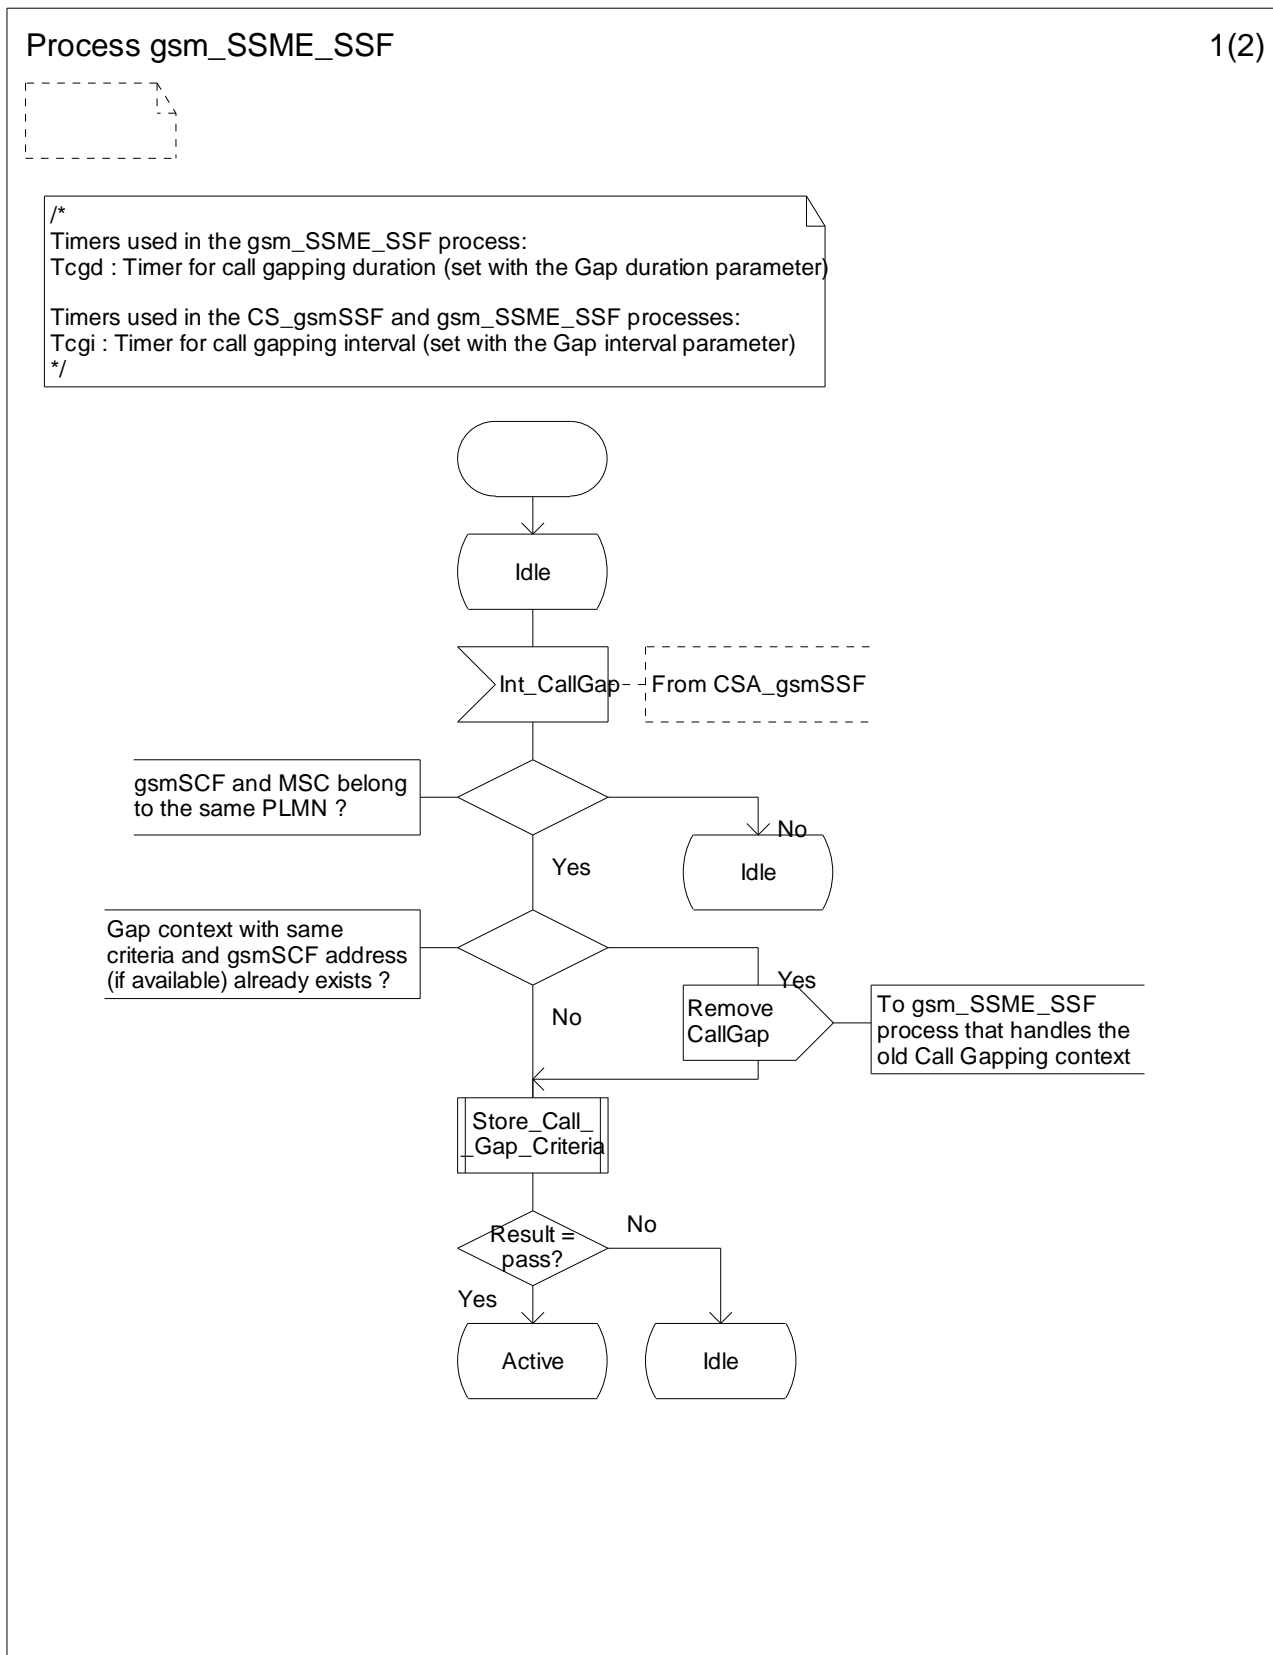 Process gsm_SSME_SSF
1(2)
/*
Timers used in the gsm_SSME_SSF process:
Tcgd : Timer for call gapping duration (set with the Gap duration parameter)
Timers used in the CS_gsmSSF and gsm_SSME_SSF processes:
Tcgi : Timer for call gapping interval (set with the Gap interval parameter)
*/
Idle
Int_CallGap
From CSA_gsmSSF
gsmSCF and MSC belong
to the same PLMN ?
No
Idle
Yes
Gap context with same
criteria and gsmSCF address
(if available) already exists ?
Yes
No
Remove
CallGap
To gsm_SSME_SSF
process that handles the
old Call Gapping context
Store_Call_
_Gap_Criteria
Result =
pass?
No
Yes
Active
Idle